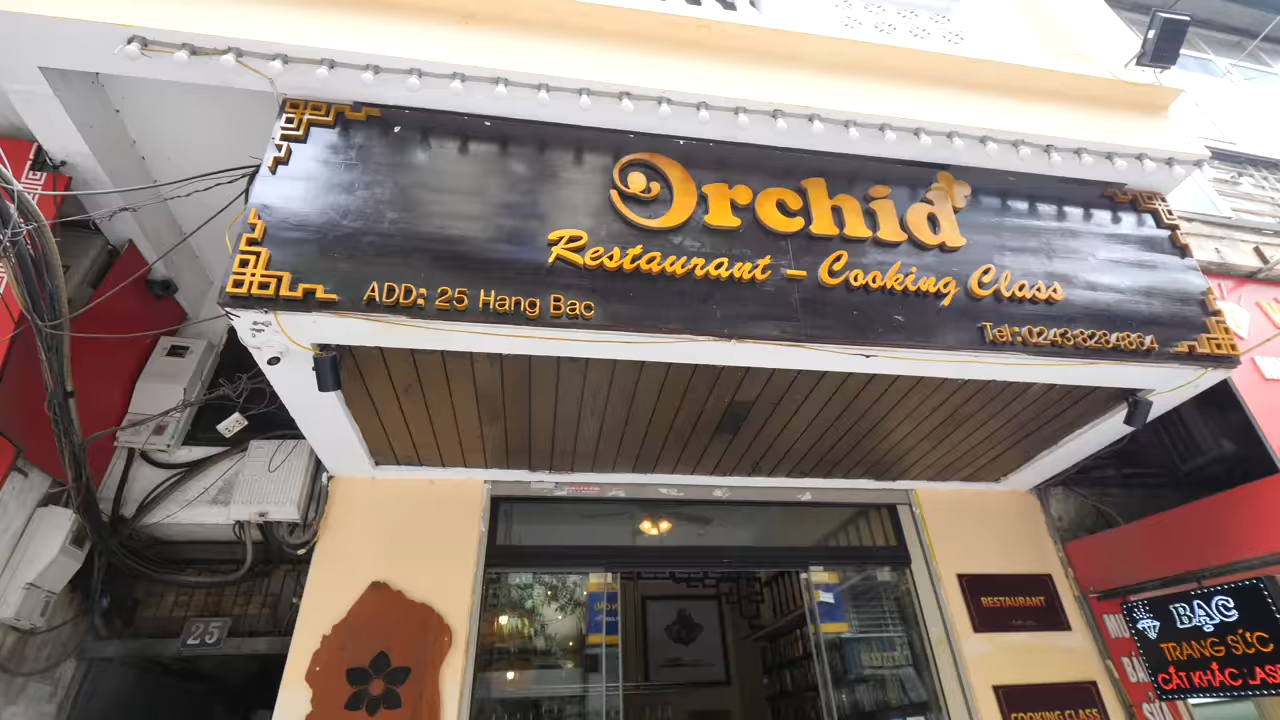 Orchid
Restaurant - Cooking Class
ADD: 25 Hang Bac
Tel: 0243 8284864
25
RESTAURANT
COOKING CLASS
BẠC
TRANG SỨC
CẮT KHẮC